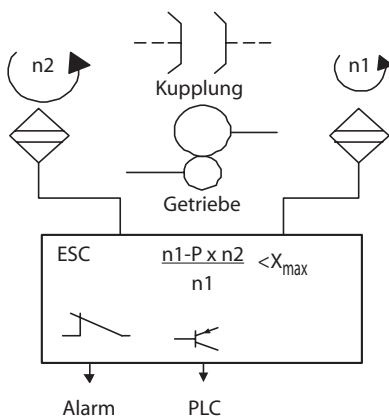 n2
n1
Kupplung
Getriebe
ESC
n1-P x n2
n1
<Xmax
Alarm
PLC